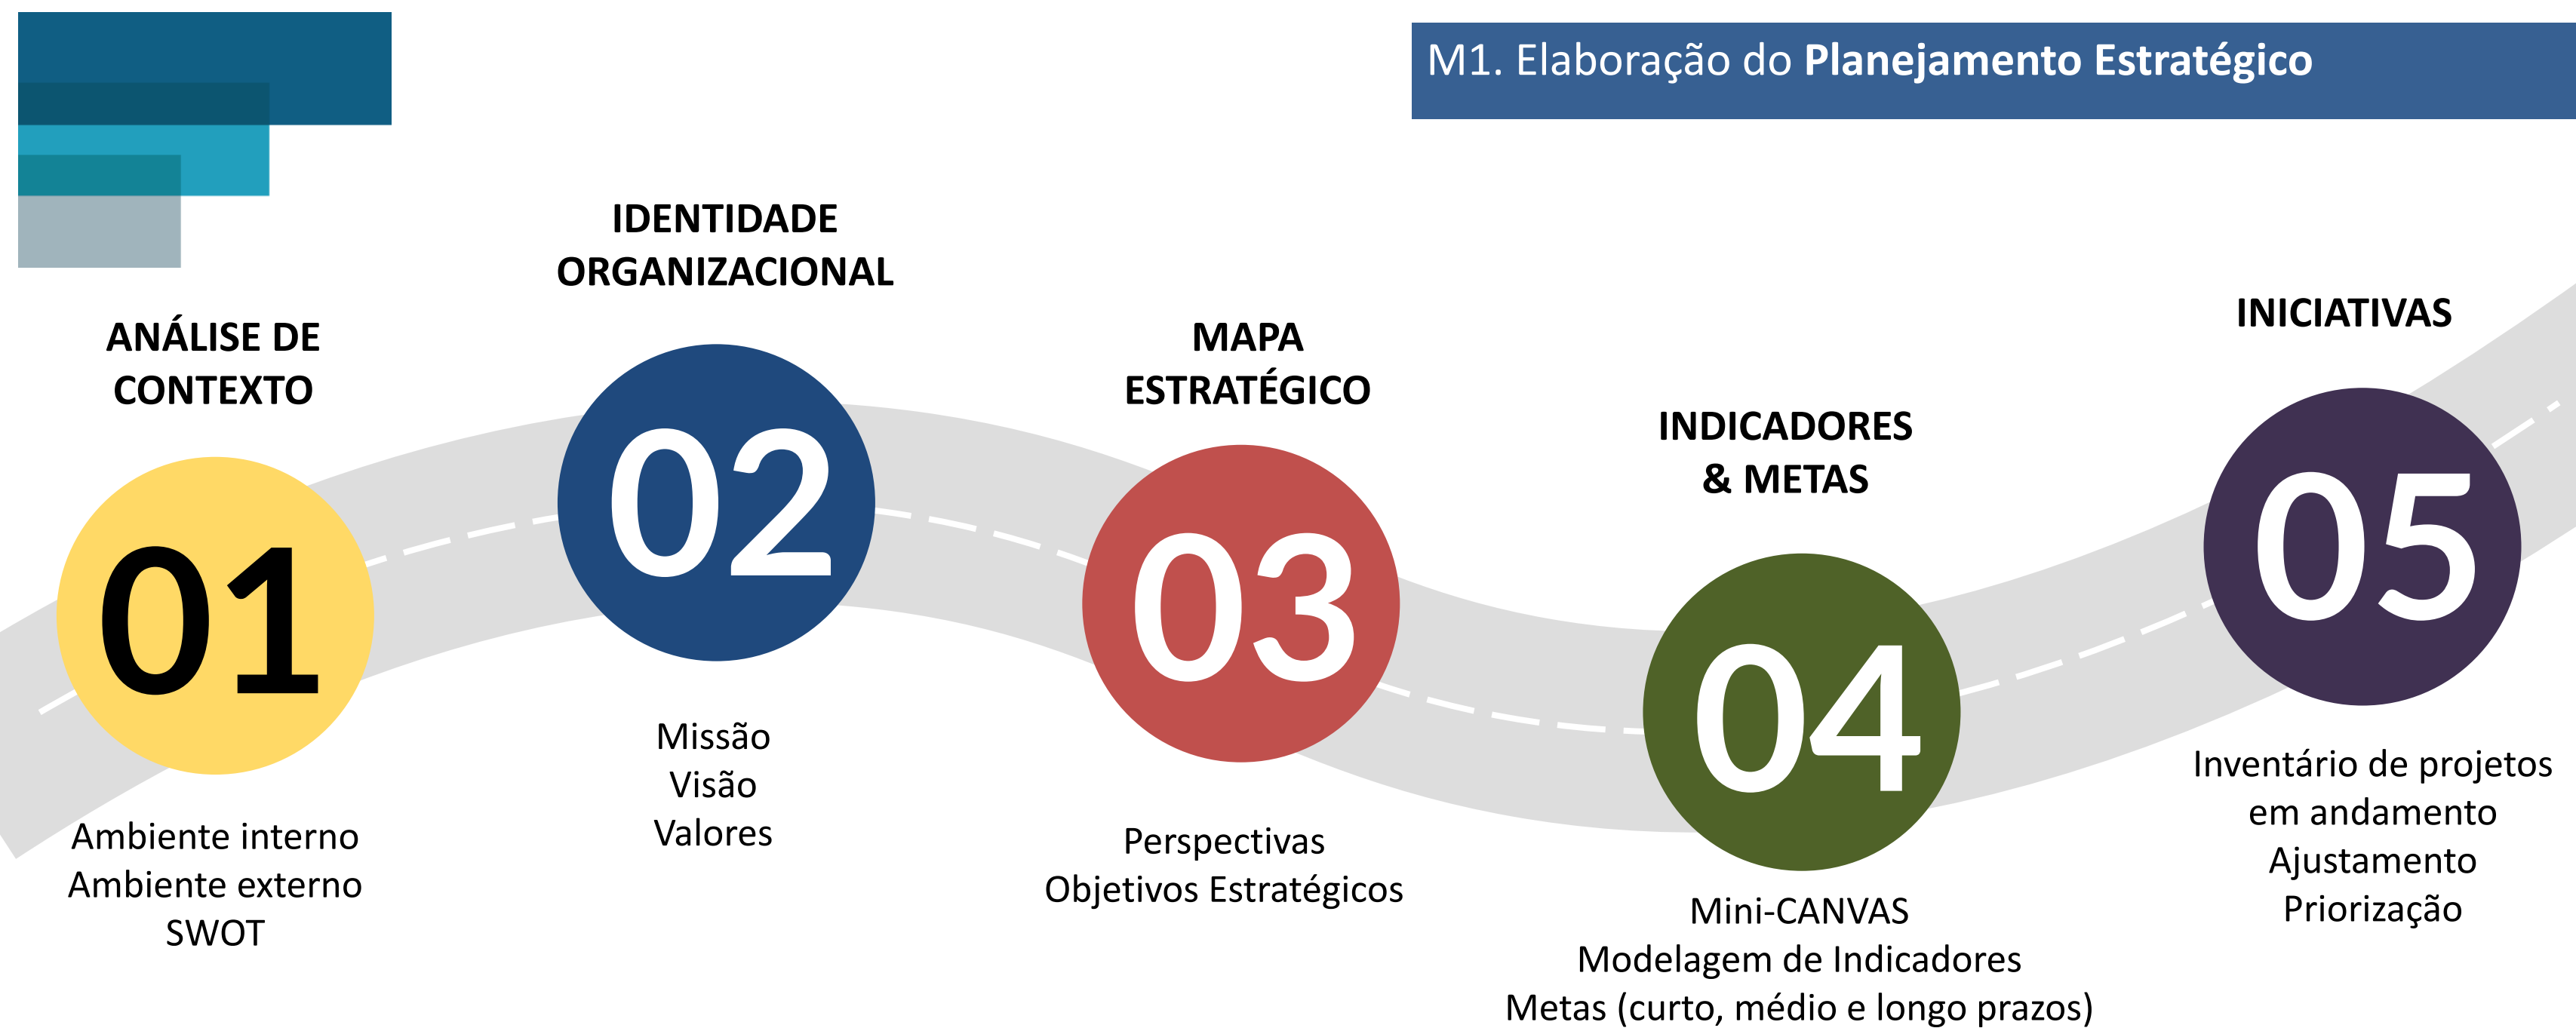 M1. Elaboração do Planejamento Estratégico
ANÁLISE DE
CONTEXTO
01
Ambiente interno
Ambiente externo
SWOT
IDENTIDADE
ORGANIZACIONAL
02
Missão
Visão
Valores
MAPA
ESTRATÉGICO
03
Perspectivas
Objetivos Estratégicos
INDICADORES
& METAS
04
Mini-CANVAS
Modelagem de Indicadores
Metas (curto, médio e longo prazos)
INICIATIVAS
05
Inventário de projetos
em andamento
Ajustamento
Priorização